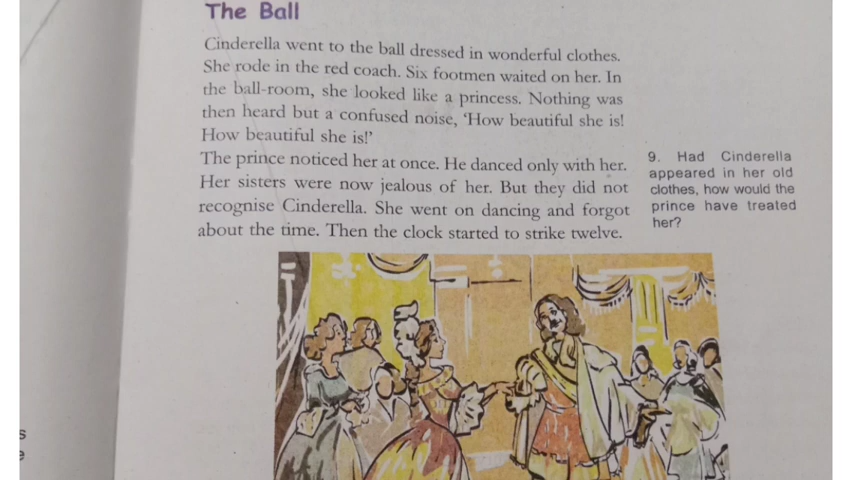 The Ball
Cinderella went to the ball dressed in wonderful clothes.
She rode in the red coach. Six footmen waited on her. In
the ball-room, she looked like a princess. Nothing was
then heard but a confused noise, ‘How beautiful she is!
How beautiful she is!’
The prince noticed her at once. He danced only with her.
Her sisters were now jealous of her. But they did not
recognise Cinderella. She went on dancing and forgot
about the time. Then the clock started to strike twelve.
9. Had Cinderella
appeared in her old
clothes, how would the
prince have treated
her?
s
e